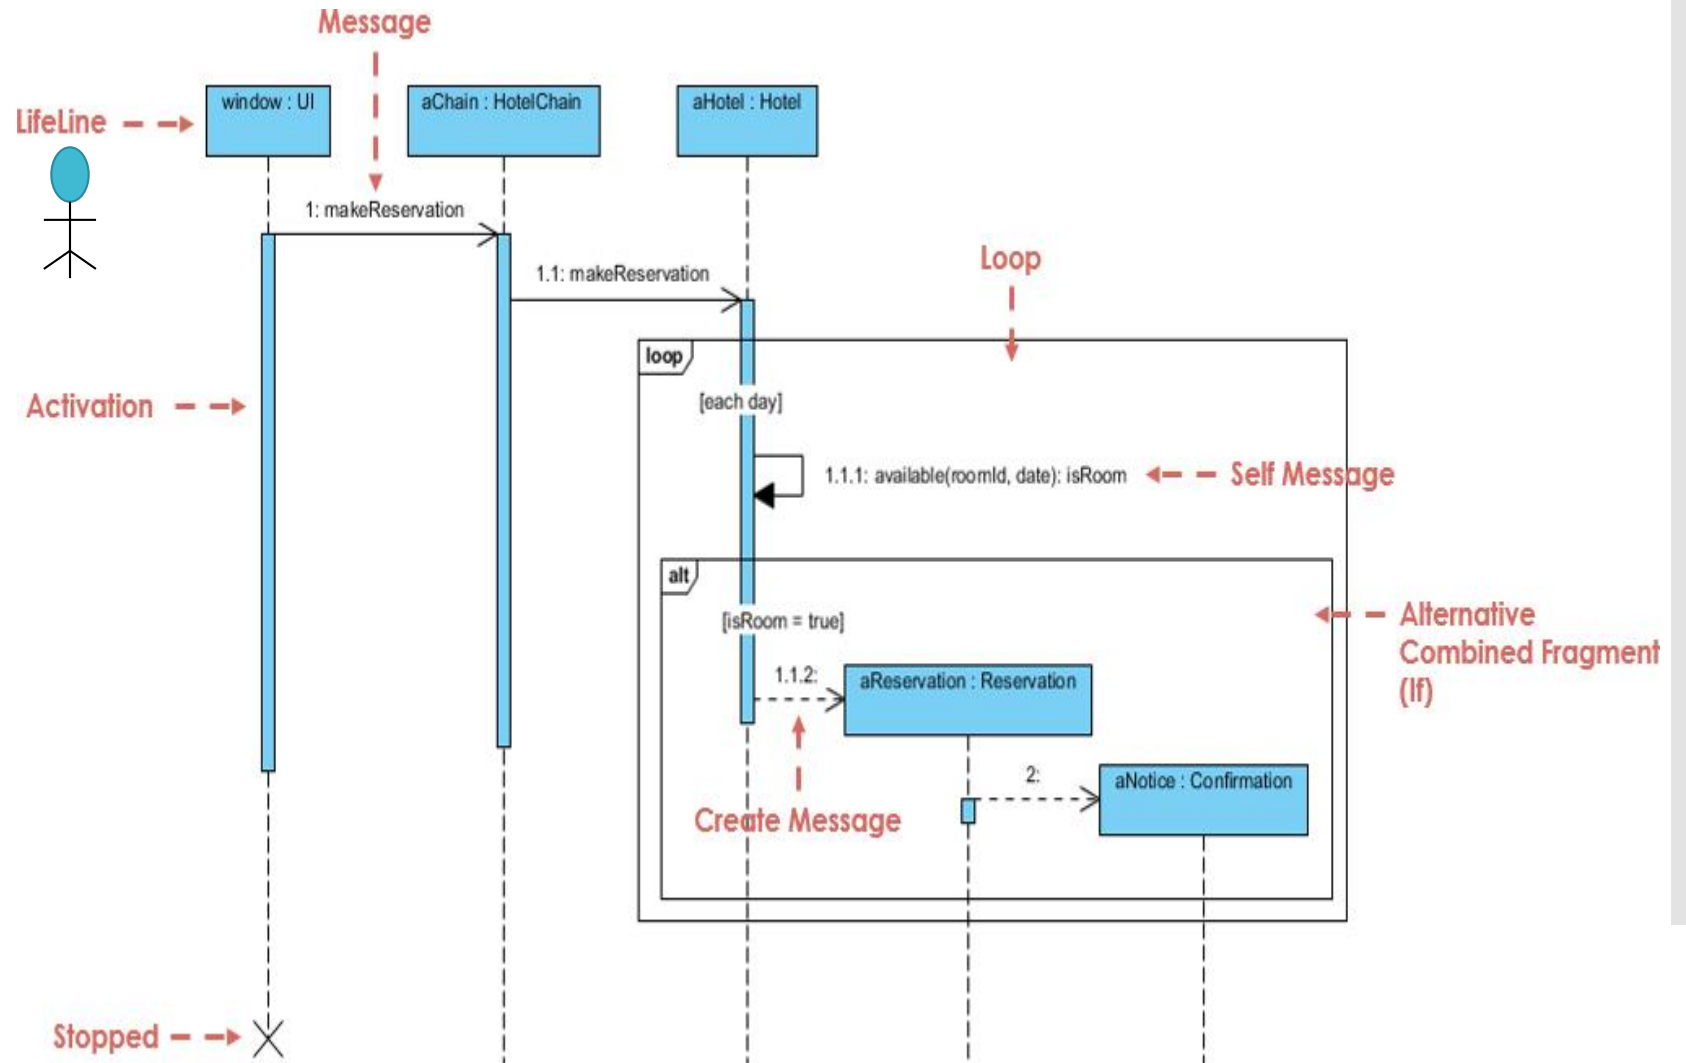 Message
window : UI
aChain : HotelChain
aHotel : Hotel
LifeLine
1: makeReservation
1.1: makeReservation
Loop
loop
[each day]
Activation
1.1.1: available(roomId, date): isRoom
Self Message
alt
[isRoom = true]
Alternative
Combined Fragment
(If)
1.1.2:
aReservation : Reservation
2:
aNotice : Confirmation
Create Message
Stopped